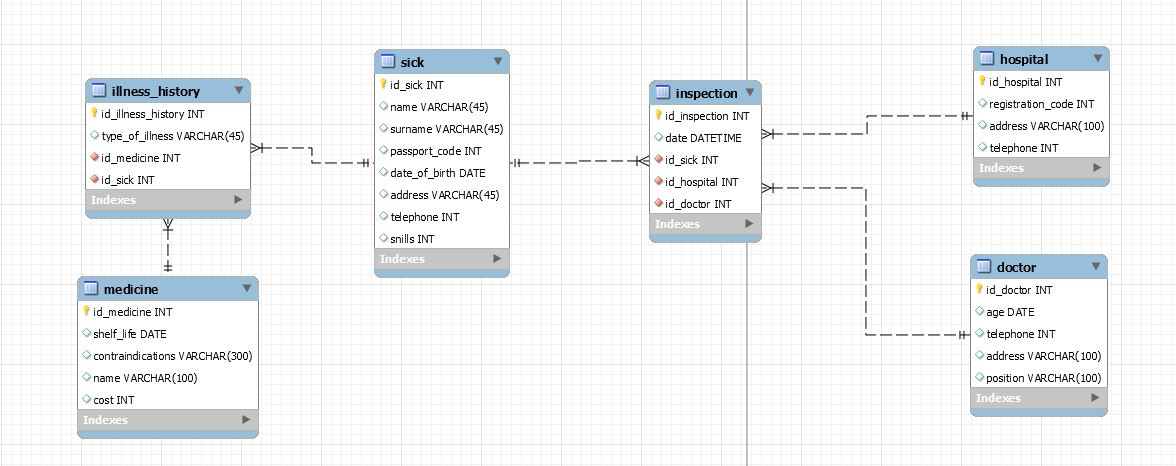 illness_history
id_illness_history INT
type_of_illness VARCHAR(45)
id_medicine INT
id_sick INT
Indexes
medicine
id_medicine INT
shelf_life DATE
contraindications VARCHAR(300)
name VARCHAR(100)
cost INT
Indexes
sick
id_sick INT
name VARCHAR(45)
surname VARCHAR(45)
passport_code INT
date_of_birth DATE
address VARCHAR(45)
telephone INT
snills INT
Indexes
inspection
id_inspection INT
date DATETIME
id_sick INT
id_hospital INT
id_doctor INT
Indexes
hospital
id_hospital INT
registration_code INT
address VARCHAR(100)
telephone INT
Indexes
doctor
id_doctor INT
age DATE
telephone INT
address VARCHAR(100)
position VARCHAR(100)
Indexes